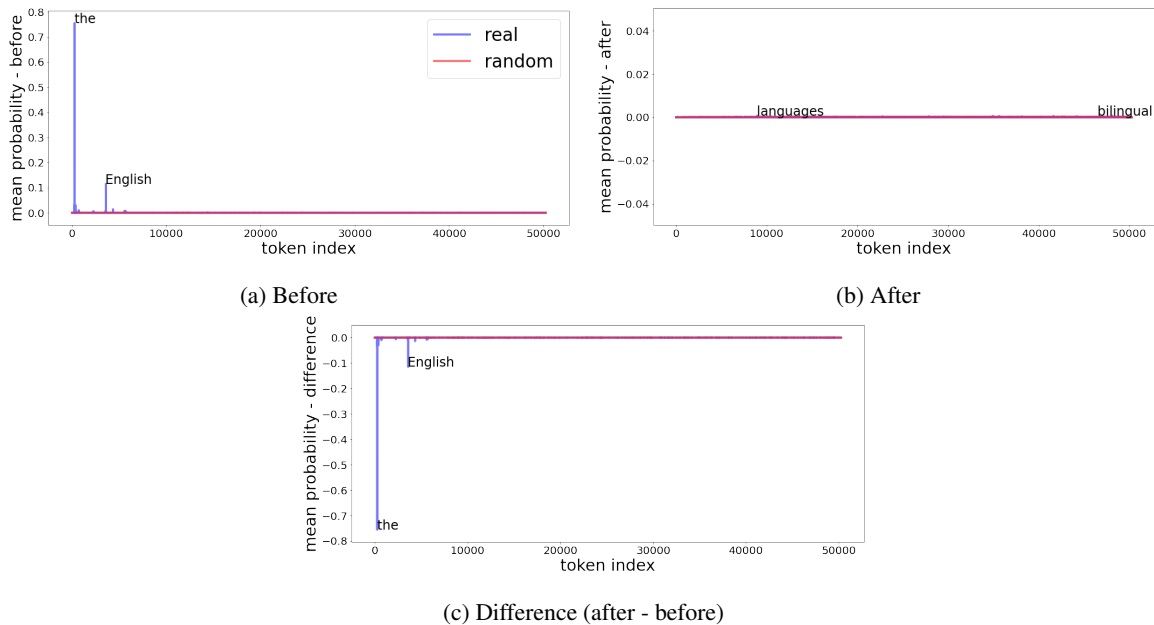 mean probability - before
0.8
0.7
0.6
0.5
0.4
0.3
0.2
0.1
0.0
the
English
real
random
0 10000 20000 30000 40000 50000
token index
(a) Before
mean probability - after
0.04
0.02
0.00
−0.02
−0.04
languages
bilingual
0 10000 20000 30000 40000 50000
token index
(b) After
mean probability - difference
0.0
−0.1
−0.2
−0.3
−0.4
−0.5
−0.6
−0.7
−0.8
English
the
0 10000 20000 30000 40000 50000
token index
(c) Difference (after - before)